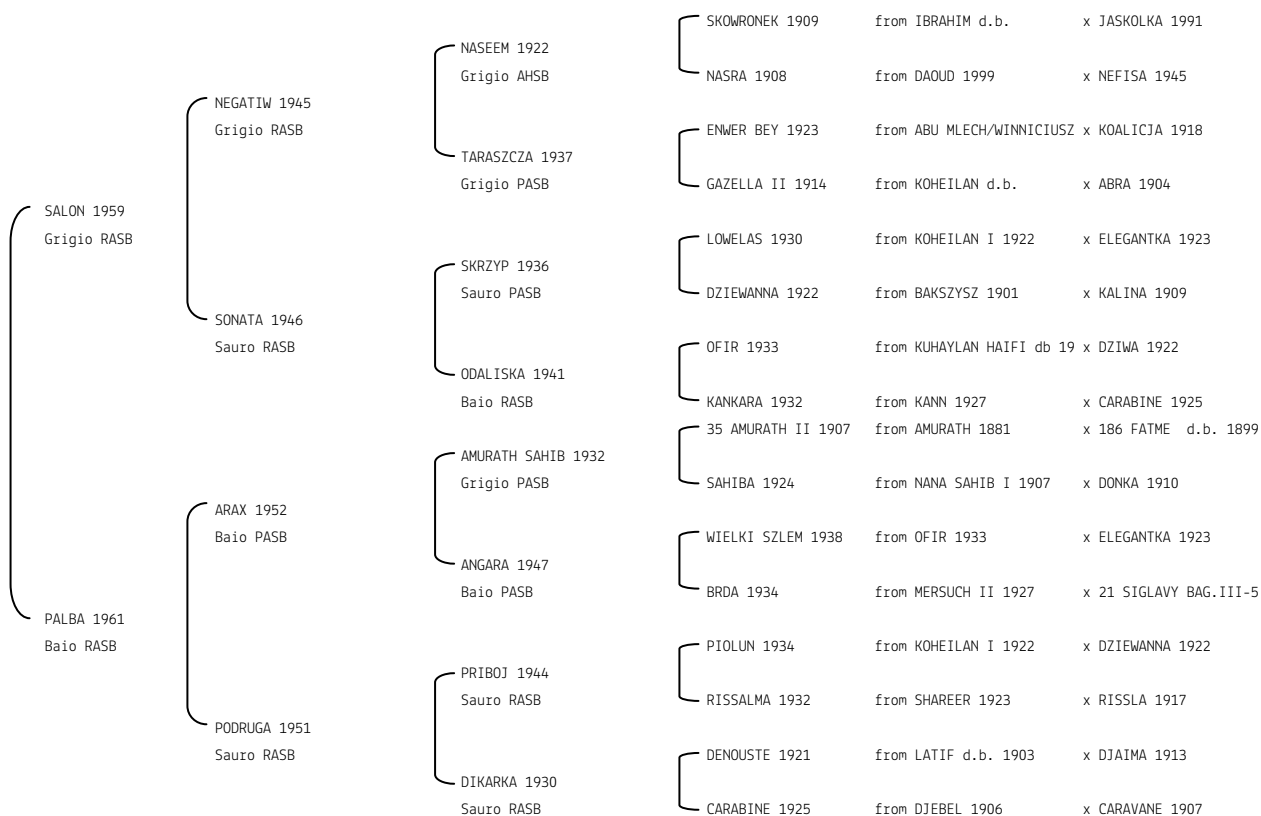 SKOWRONEK 1909 from IBRAHIM d.b. x JASKOLKA 1991
NASEEM 1922
Grigio AHSB NASRA 1908 from DAOUD 1999 x NEFISA 1945
NEGATIW 1945
Grigio RASB ENWER BEY 1923 from ABU MLECH/WINNICIUSZ x KOALICJA 1918
TARASZCZA 1937
Grigio PASB GAZELLA II 1914 from KOHEILAN d.b. x ABRA 1904
SALON 1959
Grigio RASB LOWELAS 1930 from KOHEILAN I 1922 x ELEGANTKA 1923
SKRZYP 1936
Sauro PASB DZIEWANNA 1922 from BAKSZYSZ 1901 x KALINA 1909
SONATA 1946
Sauro RASB OFIR 1933 from KUHAYLAN HAIFI db 19 x DZIWA 1922
ODALISKA 1941
Baio RASB KANKARA 1932 from KANN 1927 x CARABINE 1925
35 AMURATH II 1907 from AMURATH 1881 x 186 FATME d.b. 1899
AMURATH SAHIB 1932
Grigio PASB SAHIBA 1924 from NANA SAHIB I 1907 x DONKA 1910
ARAX 1952
Baio PASB WIELKI SZLEM 1938 from OFIR 1933 x ELEGANTKA 1923
ANGARA 1947
Baio PASB BRDA 1934 from MERSUCH II 1927 x 21 SIGLAVY BAG.III-5
PALBA 1961
Baio RASB PIOLUN 1934 from KOHEILAN I 1922 x DZIEWANNA 1922
PRIBOJ 1944
Sauro RASB RISSALMA 1932 from SHAREER 1923 x RISSLA 1917
PODRUGA 1951
Sauro RASB DENOUSTE 1921 from LATIF d.b. 1903 x DJAIMA 1913
DIKARKA 1930
Sauro RASB CARABINE 1925 from DJEBEL 1906 x CARAVANE 1907